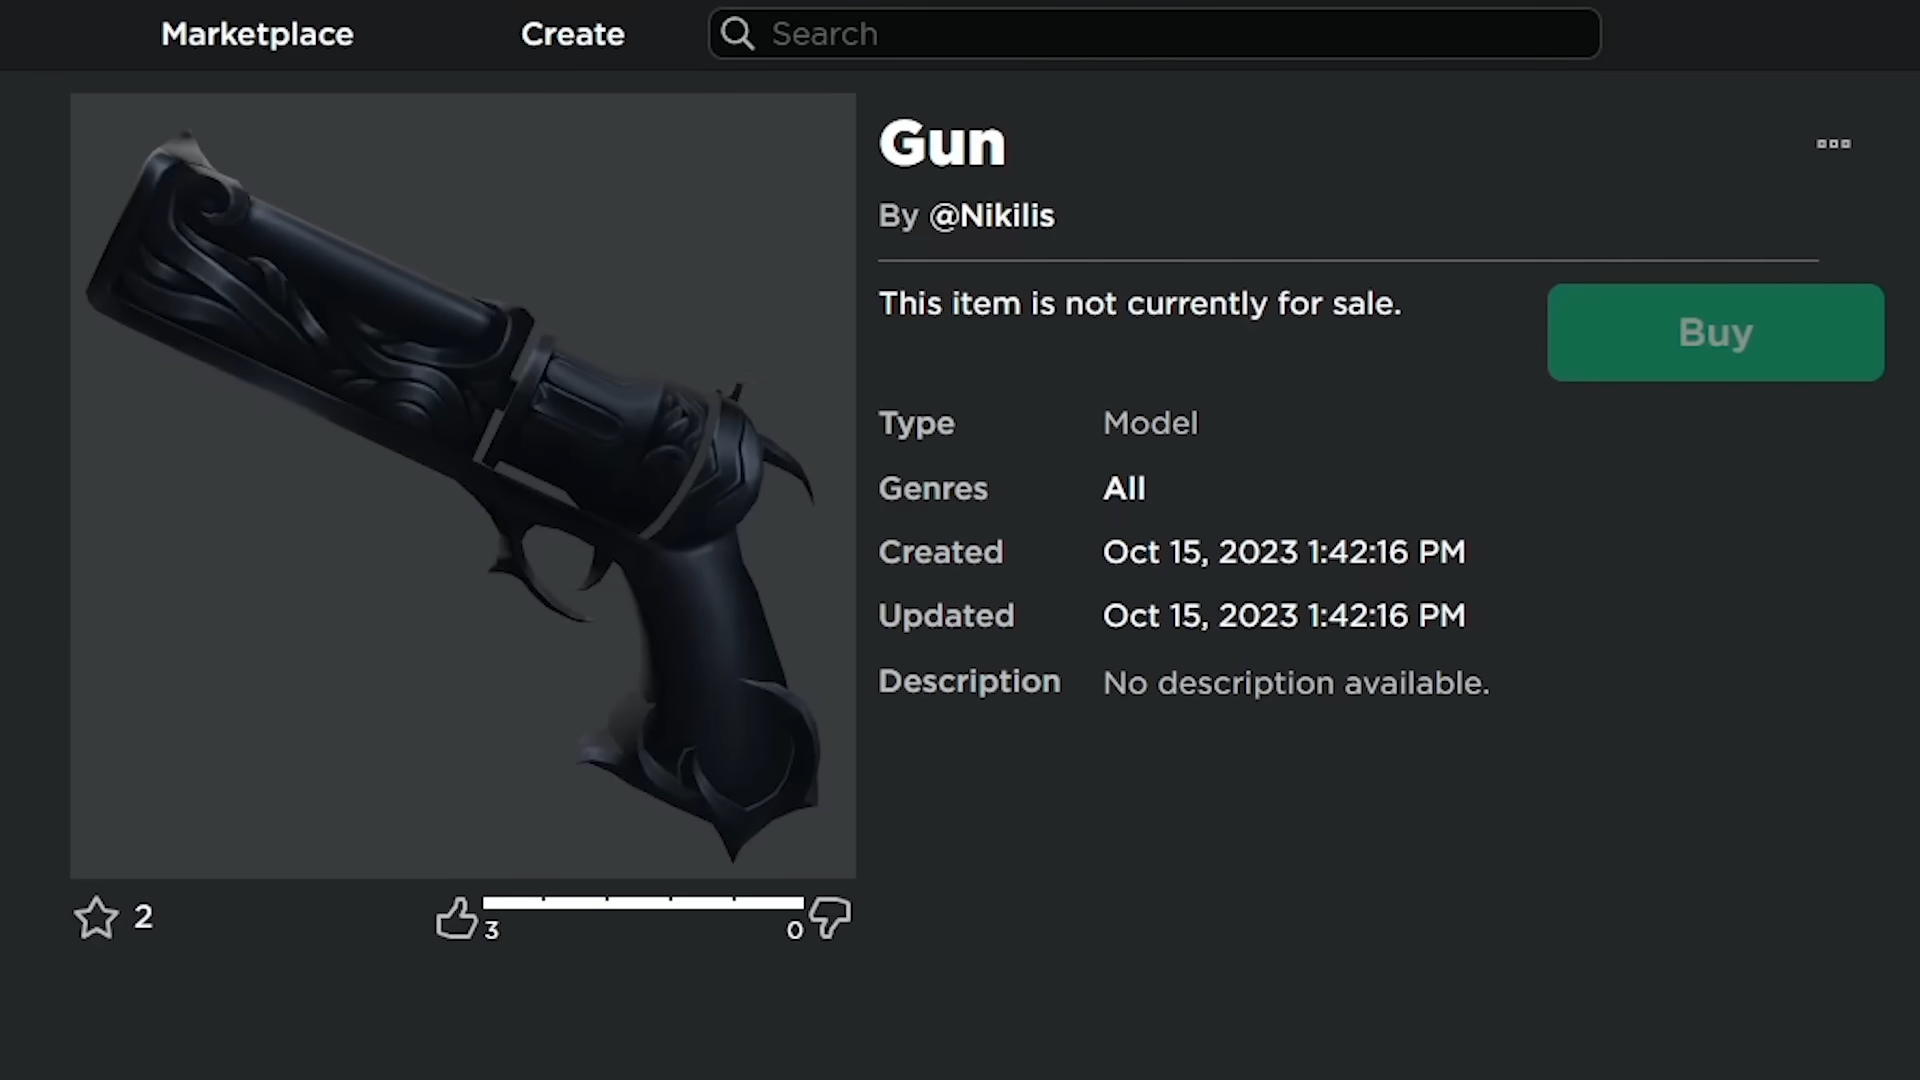 Marketplace
Create
Search
Gun
By @Nikilis
This item is not currently for sale.
Buy
Type Model
Genres All
Created Oct 15, 2023 1:42:16 PM
Updated Oct 15, 2023 1:42:16 PM
Description No description available.
2
3
0